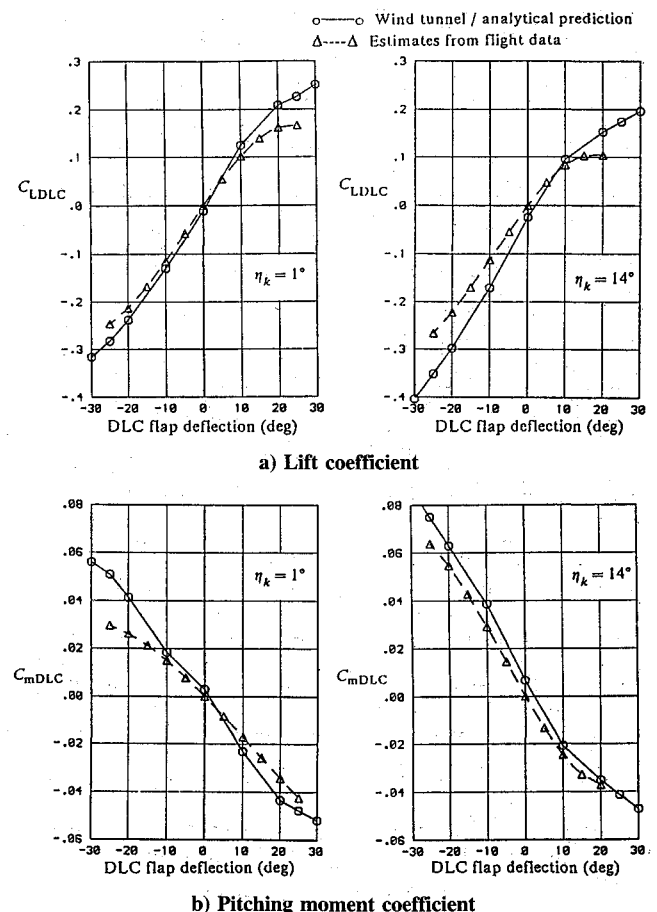 o——o Wind tunnel / analytical prediction
Δ----Δ Estimates from flight data
.3
.2
.1
.0
-.1
-.2
-.3
-.4
C_LDLC
η_k = 1°
-30 -20 -10 0 10 20 30
DLC flap deflection (deg)
.3
.2
.1
.0
-.1
-.2
-.3
-.4
C_LDLC
η_k = 14°
-30 -20 -10 0 10 20 30
DLC flap deflection (deg)
a) Lift coefficient
.08
.06
.04
.02
.00
-.02
-.04
-.06
C_mDLC
η_k = 1°
-30 -20 -10 0 10 20 30
DLC flap deflection (deg)
.08
.06
.04
.02
.00
-.02
-.04
-.06
C_mDLC
η_k = 14°
-30 -20 -10 0 10 20 30
DLC flap deflection (deg)
b) Pitching moment coefficient